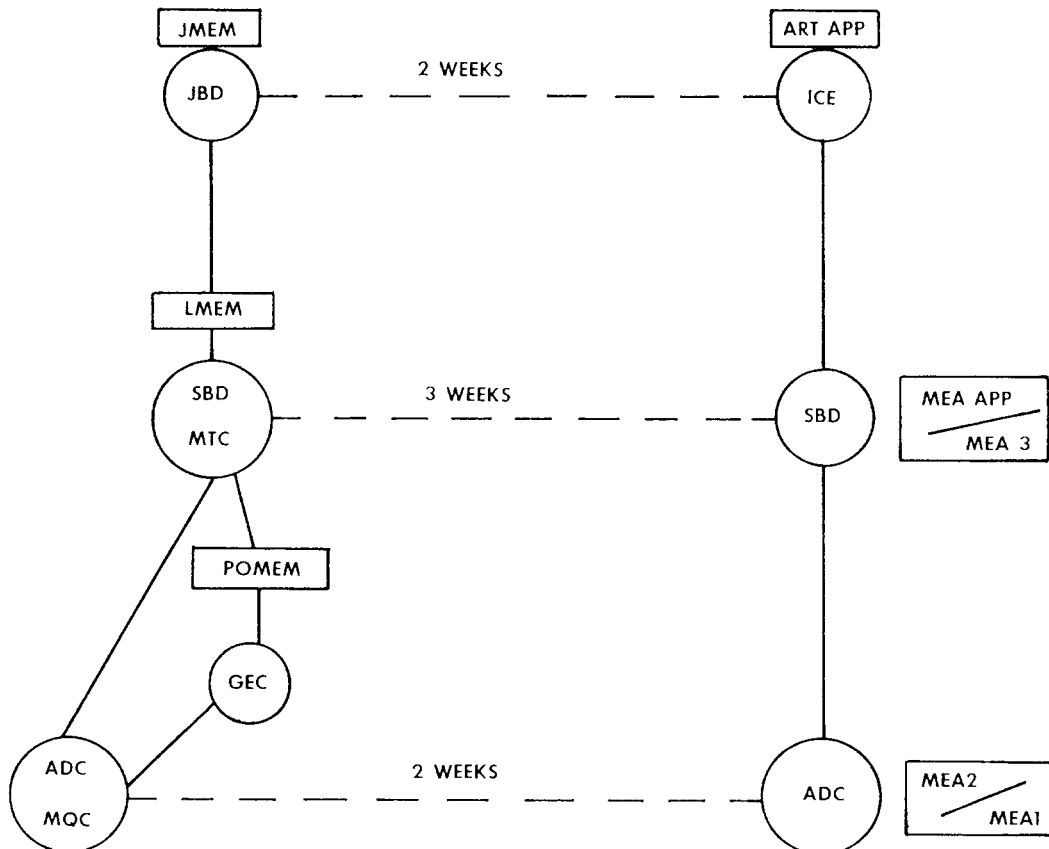 JMEM
ART APP
JBD
2 WEEKS
ICE
LMEM
SBD
MTC
3 WEEKS
SBD
MEA APP
MEA 3
POMEM
GEC
ADC
MQC
2 WEEKS
ADC
MEA2
MEA1